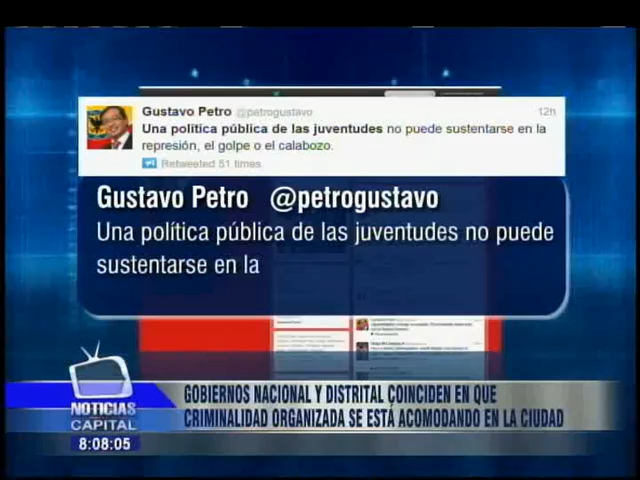 Gustavo Petro @petrogustavo 12h
Una política pública de las juventudes no puede sustentarse en la
represión, el golpe o el calabozo.
Retweeted 51 times
Gustavo Petro @petrogustavo
Una política pública de las juventudes no puede
sustentarse en la
GOBIERNOS NACIONAL Y DISTRITAL COINCIDEN EN QUE
CRIMINALIDAD ORGANIZADA SE ESTÁ ACOMODANDO EN LA CIUDAD
NOTICIAS
CAPITAL
8:08:05